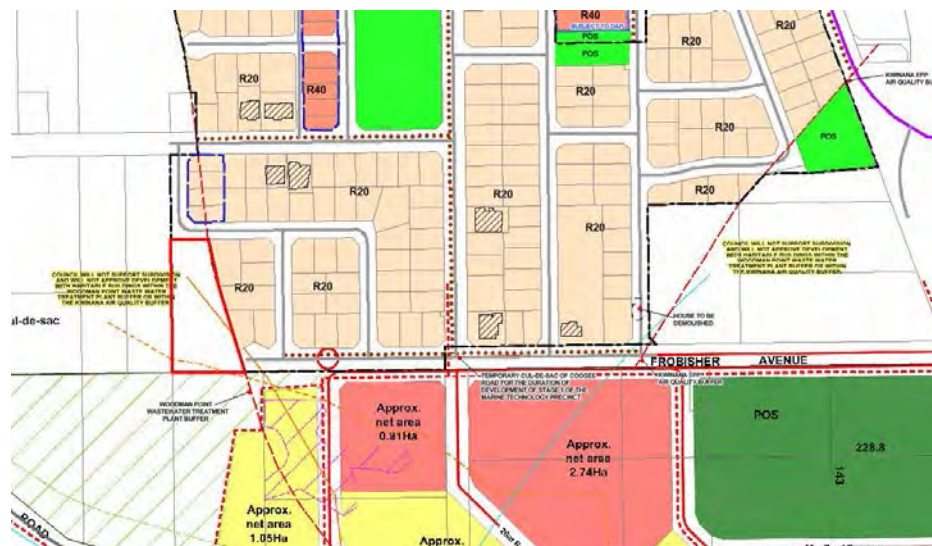 R40
SUBJECT TO DAP
POS
POS
R20
R20
R20
R40
R20
KWINANA EPP
AIR QUALITY BU
R20
POS
R20
R20
R20
R20
COUNCIL WILL NOT SUPPORT SUBDIVISION
AND WILL NOT APPROVE DEVELOPMENT
WITH HABITABLE BUILDINGS WITHIN THE
WOODMAN POINT WASTE WATER
TREATMENT PLANT BUFFER OR WITHIN
THE KWINANA AIR QUALITY BUFFER
COUNCIL WILL NOT SUPPORT SUBDIVISION
AND WILL NOT APPROVE DEVELOPMENT
WITH HABITABLE BUILDINGS WITHIN THE
WOODMAN POINT WASTE WATER
TREATMENT PLANT BUFFER OR WITHIN
THE KWINANA AIR QUALITY BUFFER
R20
R20
ul-de-sac
HOUSE TO BE
DEMOLISHED
FROBISHER AVENUE
TEMPORARY CUL-DE-SAC OF COOGEE
ROAD FOR THE DURATION OF
DEVELOPMENT OF STAGE 1 OF THE
MARINE TECHNOLOGY PRECINCT
KWINANA EPP
AIR QUALITY BUFFER
WOODMAN POINT
WASTEWATER TREATMENT
PLANT BUFFER
Approx.
net area
0.81Ha
POS
Approx.
net area
2.74Ha
228.8
143
Approx.
net area
1.05Ha
ROAD
Approx.